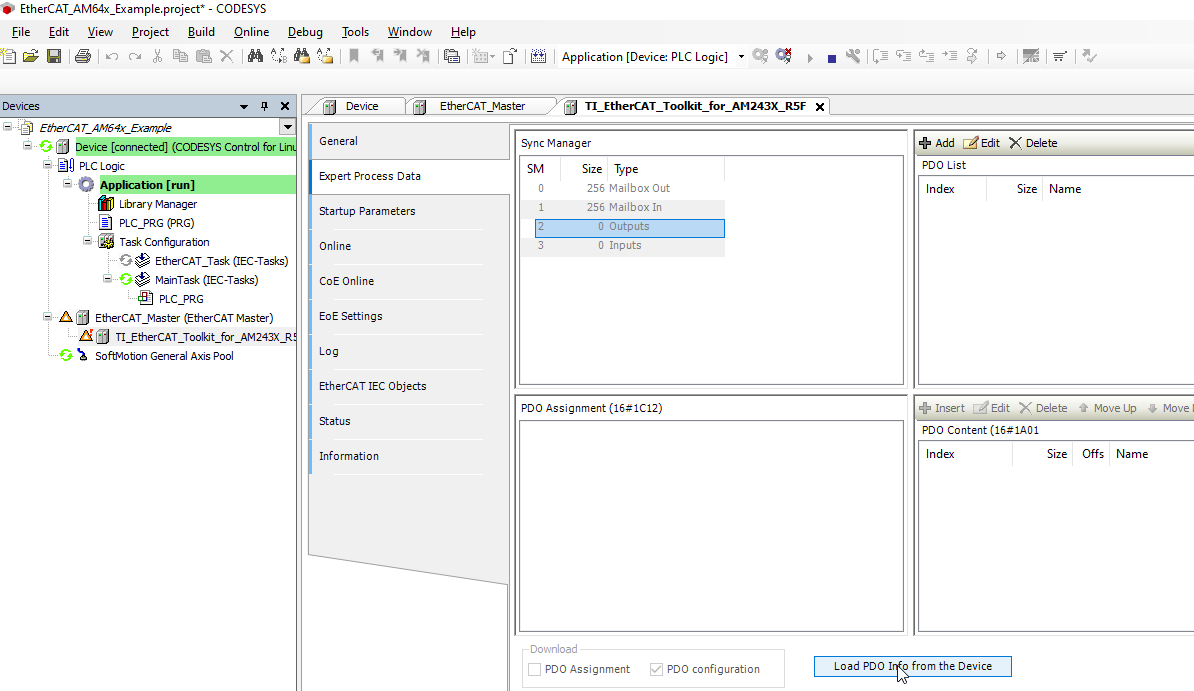 EtherCAT_AM64x_Example.project* - CODESYS
File Edit View Project Build Online Debug Tools Window Help
Application [Device: PLC Logic]
Devices
EtherCAT_AM64x_Example
Device [connected] (CODESYS Control for Linu
PLC Logic
Application [run]
Library Manager
PLC_PRG (PRG)
Task Configuration
EtherCAT_Task (IEC-Tasks)
MainTask (IEC-Tasks)
PLC_PRG
EtherCAT_Master (EtherCAT Master)
TI_EtherCAT_Toolkit_for_AM243X_R5F
SoftMotion General Axis Pool
Device EtherCAT_Master TI_EtherCAT_Toolkit_for_AM243X_R5F
General
Expert Process Data
Startup Parameters
Online
CoE Online
EoE Settings
Log
EtherCAT IEC Objects
Status
Information
Sync Manager
SM Size Type
0 256 Mailbox Out
1 256 Mailbox In
2 0 Outputs
3 0 Inputs
Add Edit Delete
PDO List
Index Size Name
PDO Assignment (16#1C12)
Insert Edit Delete Move Up Move
PDO Content (16#1A01
Index Size Offs Name
Download
PDO Assignment PDO configuration
Load PDO Info from the Device